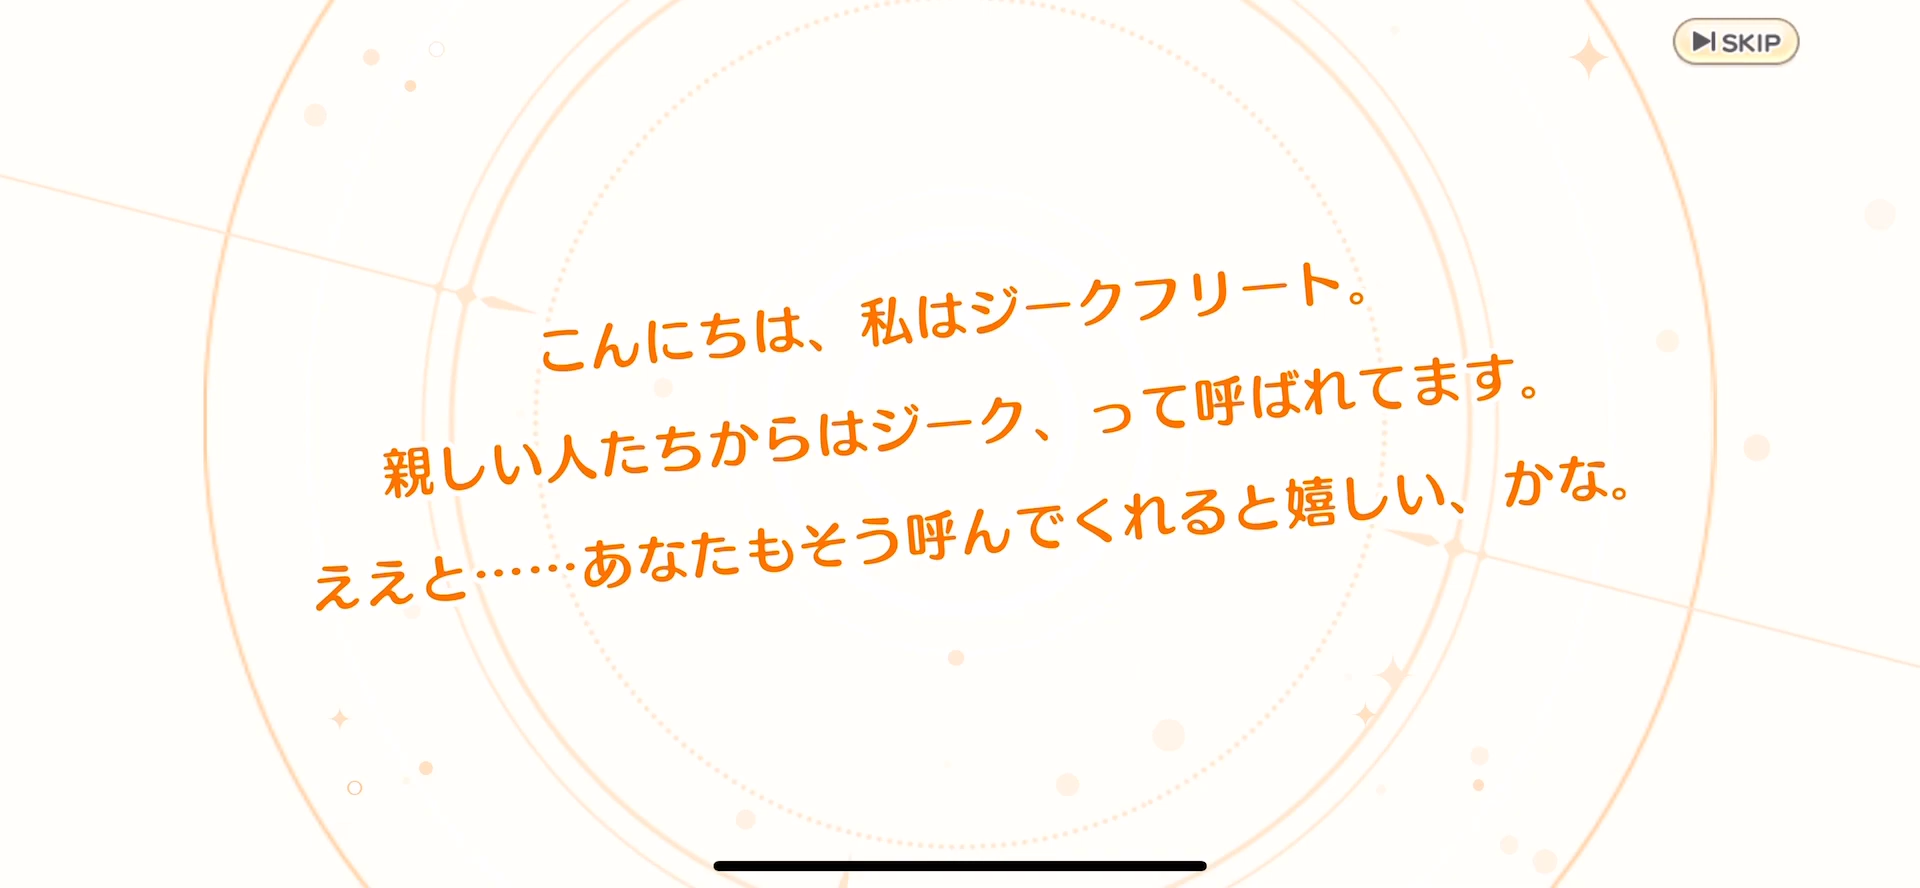 SKIP
こんにちは、私はジークフリート。
親しい人たちからはジーク、って呼ばれてます。
ええと……あなたもそう呼んでくれると嬉しい、かな。